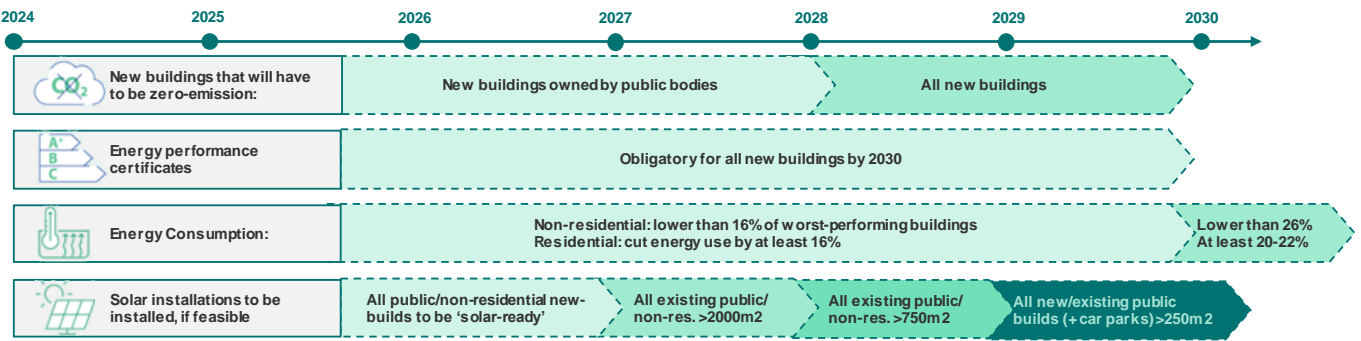 2024 2025 2026 2027 2028 2029 2030
CO2
New buildings that will have
to be zero-emission:
New buildings owned by public bodies
All new buildings
A+
B
C
Energy performance
certificates
Obligatory for all new buildings by 2030
Energy Consumption:
Non-residential: lower than 16% of worst-performing buildings
Residential: cut energy use by at least 16%
Lower than 26%
At least 20-22%
Solar installations to be
installed, if feasible
All public/non-residential new-
builds to be ‘solar-ready’
All existing public/
non-res. >2000m2
All existing public/
non-res. >750m2
All new/existing public
builds (+ car parks) >250m2